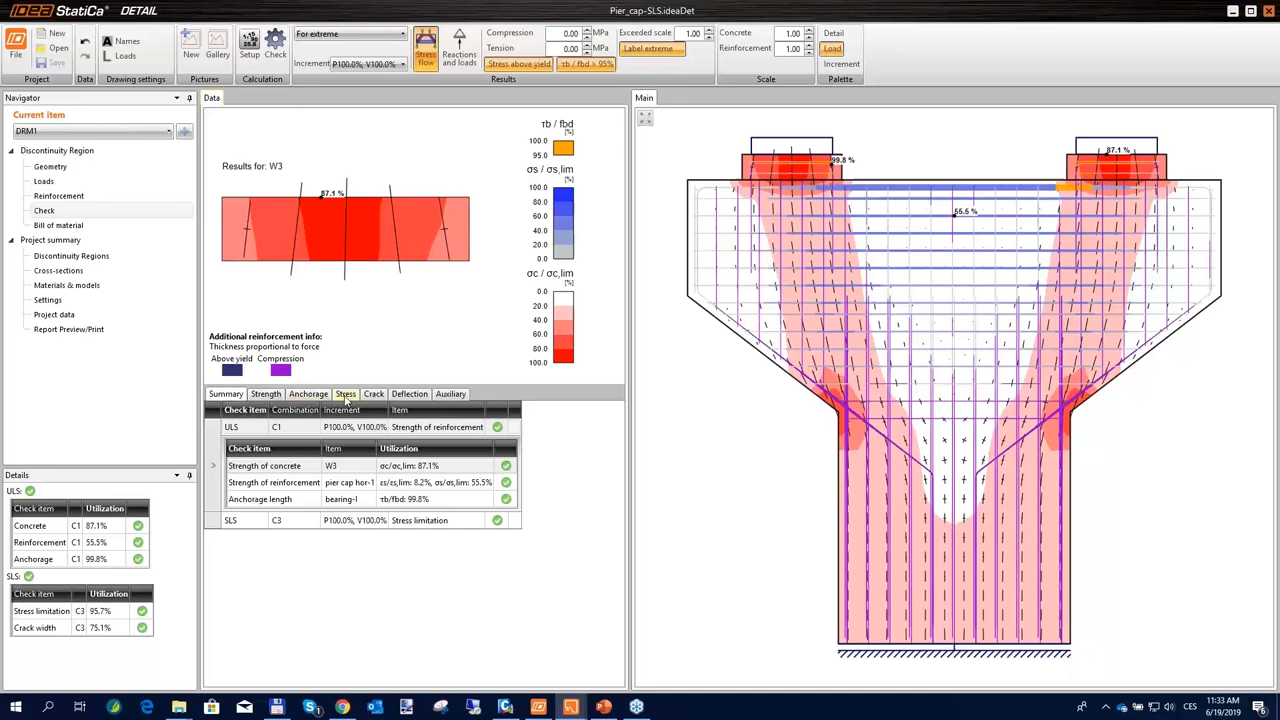 IDEA StatiCa® DETAIL
Pier_cap-SLS.ideaDet
File
New
Open
Save
Project
Data
Names
Loads
Drawing settings
New
Gallery
Pictures
Setup
Check
Calculation
For extreme
Increment P100.0%, V100.0%
Stress flow
Reactions and loads
Compression 0.00 MPa
Tension 0.00 MPa
Stress above yield τb / fbd > 95%
Exceeded scale 1.00
Label extreme
Results
Concrete 1.00
Reinforcement 1.00
Scale
Detail
Load
Increment
Palette
Navigator
Current item
DRM1
Discontinuity Region
Geometry
Loads
Reinforcement
Check
Bill of material
Project summary
Discontinuity Regions
Cross-sections
Materials & models
Settings
Project data
Report Preview/Print
Details
ULS:
Check item Utilization
Concrete C1 87.1%
Reinforcement C1 55.5%
Anchorage C1 99.8%
SLS:
Check item Utilization
Stress limitation C3 95.7%
Crack width C3 75.1%
Data
Results for: W3
87.1 %
τb / fbd
[%]
100.0
95.0
σs / σs,lim
[%]
100.0
80.0
60.0
40.0
20.0
0.0
σc / σc,lim
[%]
0.0
20.0
40.0
60.0
80.0
100.0
Additional reinforcement info:
Thickness proportional to force
Above yield Compression
Summary Strength Anchorage Stress Crack Deflection Auxiliary
Check item Combination Increment Item
ULS C1 P100.0%, V100.0% Strength of reinforcement
Check item Item Utilization
Strength of concrete W3 σc/σc,lim: 87.1%
Strength of reinforcement pier cap hor-1 εs/εs,lim: 8.2%, σs/σs,lim: 55.5%
Anchorage length bearing-l τb/fbd: 99.8%
SLS C3 P100.0%, V100.0% Stress limitation
Main
99.8 %
87.1 %
55.5 %
CES
11:33 AM
6/19/2019